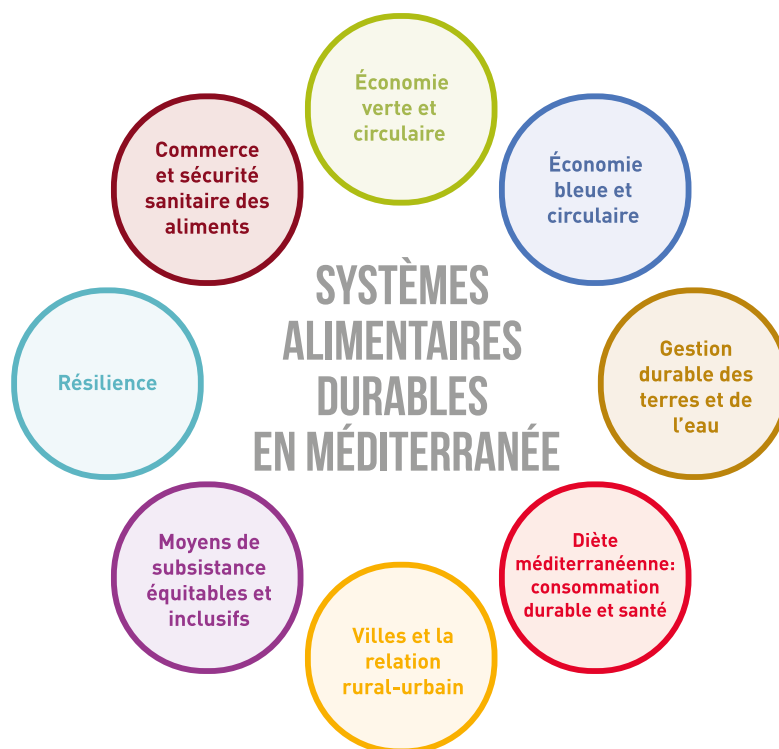 Économie
verte et
circulaire
Commerce
et sécurité
sanitaire des
aliments
Économie
bleue et
circulaire
SYSTÈMES
ALIMENTAIRES
DURABLES
EN MÉDITERRANÉE
Résilience
Gestion
durable des
terres et de
l'eau
Moyens de
subsistance
équitables et
inclusifs
Diète
méditerranéenne:
consommation
durable et santé
Villes et la
relation
rural-urbain